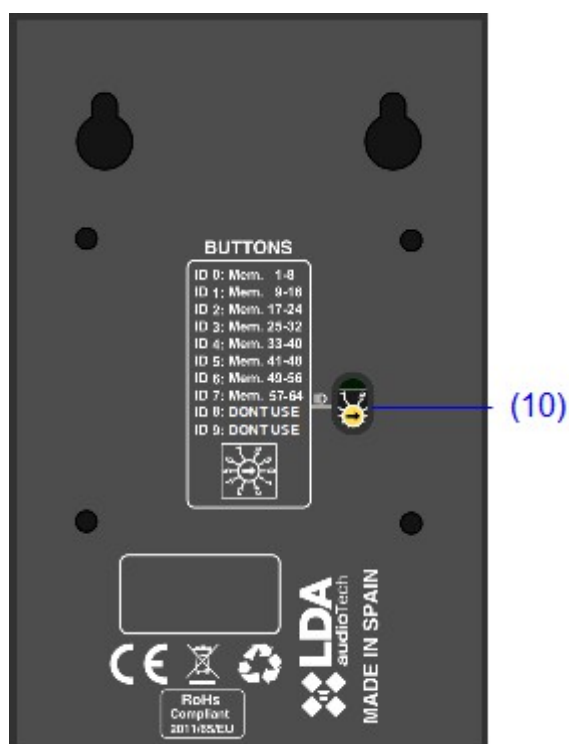 BUTTONS
ID 0: Mem. 1-8
ID 1: Mem. 9-16
ID 2: Mem. 17-24
ID 3: Mem. 25-32
ID 4: Mem. 33-40
ID 5: Mem. 41-48
ID 6: Mem. 49-56
ID 7: Mem. 57-64
ID 8: DONT USE
ID 9: DONT USE
ID
(10)
CE
RoHs
Compliant
2011/65/EU
LDA
audioTech
MADE IN SPAIN